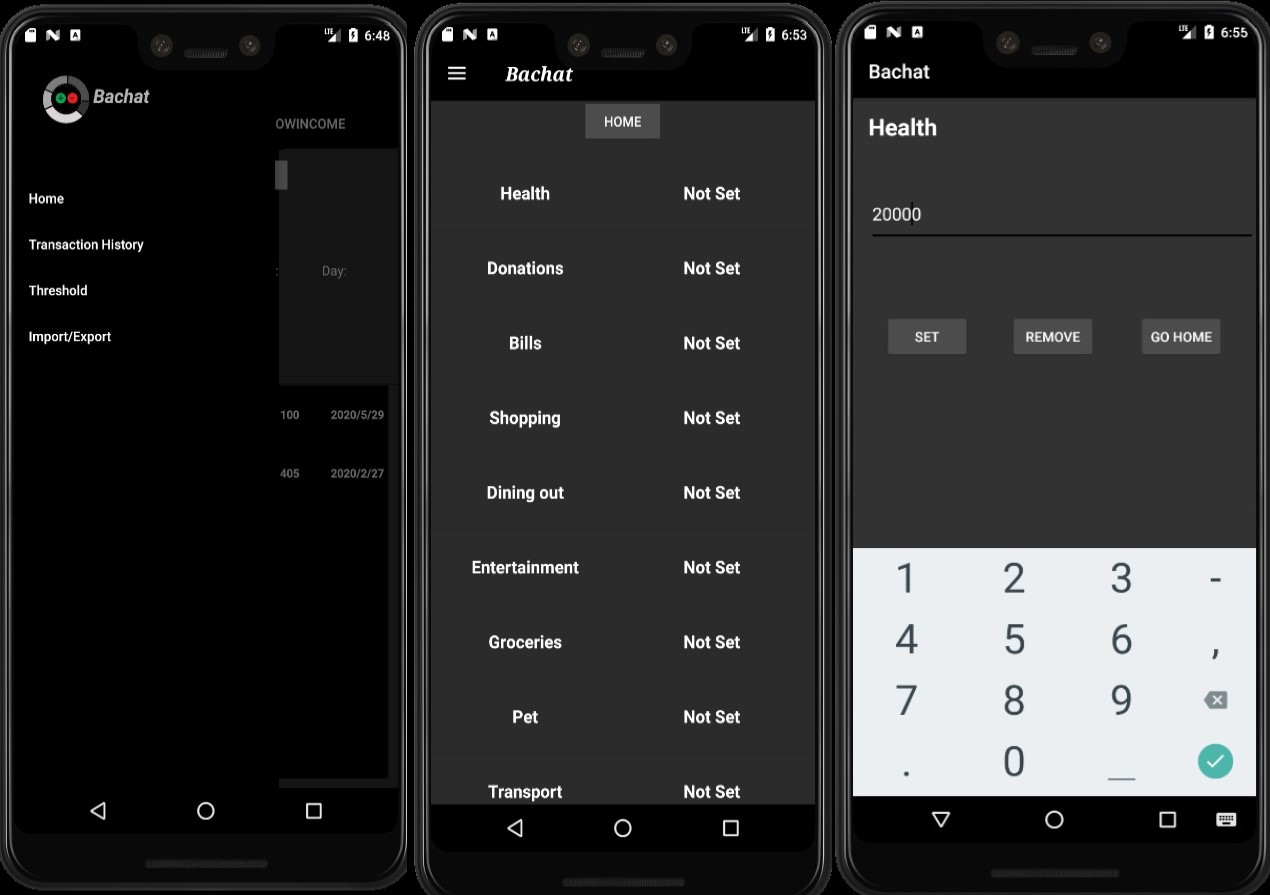 LTE 6:48
Bachat
OWINCOME
Home
Transaction History
Threshold
Import/Export
: Day:
100 2020/5/29
405 2020/2/27
LTE 6:53
Bachat
HOME
Health Not Set
Donations Not Set
Bills Not Set
Shopping Not Set
Dining out Not Set
Entertainment Not Set
Groceries Not Set
Pet Not Set
Transport Not Set
LTE 6:55
Bachat
Health
20000
SET REMOVE GO HOME
1 2 3 -
4 5 6 ,
7 8 9
. 0 _